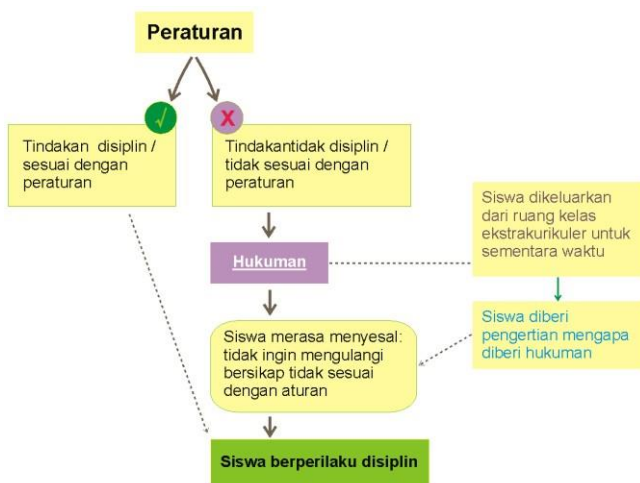 Peraturan
√
X
Tindakan disiplin /
sesuai dengan
peraturan
Tindakantidak disiplin /
tidak sesuai dengan
peraturan
Siswa dikeluarkan
dari ruang kelas
ekstrakurikuler untuk
sementara waktu
Hukuman
Siswa diberi
pengertian mengapa
diberi hukuman
Siswa merasa menyesal:
tidak ingin mengulangi
bersikap tidak sesuai
dengan aturan
Siswa berperilaku disiplin